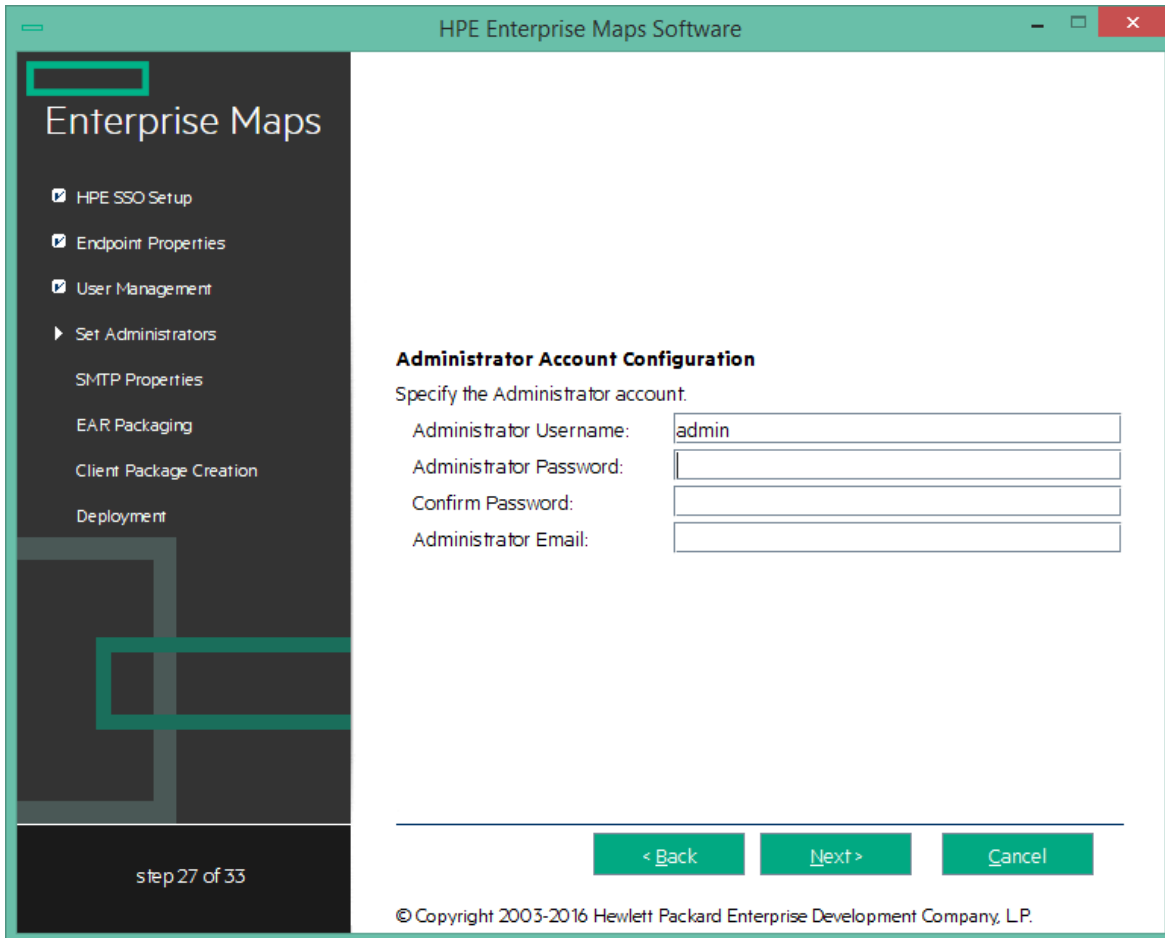 HPE Enterprise Maps Software
Enterprise Maps
HPE SSO Setup
Endpoint Properties
User Management
Set Administrators
SMTP Properties
EAR Packaging
Client Package Creation
Deployment
step 27 of 33
Administrator Account Configuration
Specify the Administrator account.
Administrator Username: admin
Administrator Password:
Confirm Password:
Administrator Email:
< Back Next > Cancel
© Copyright 2003-2016 Hewlett Packard Enterprise Development Company, L.P.